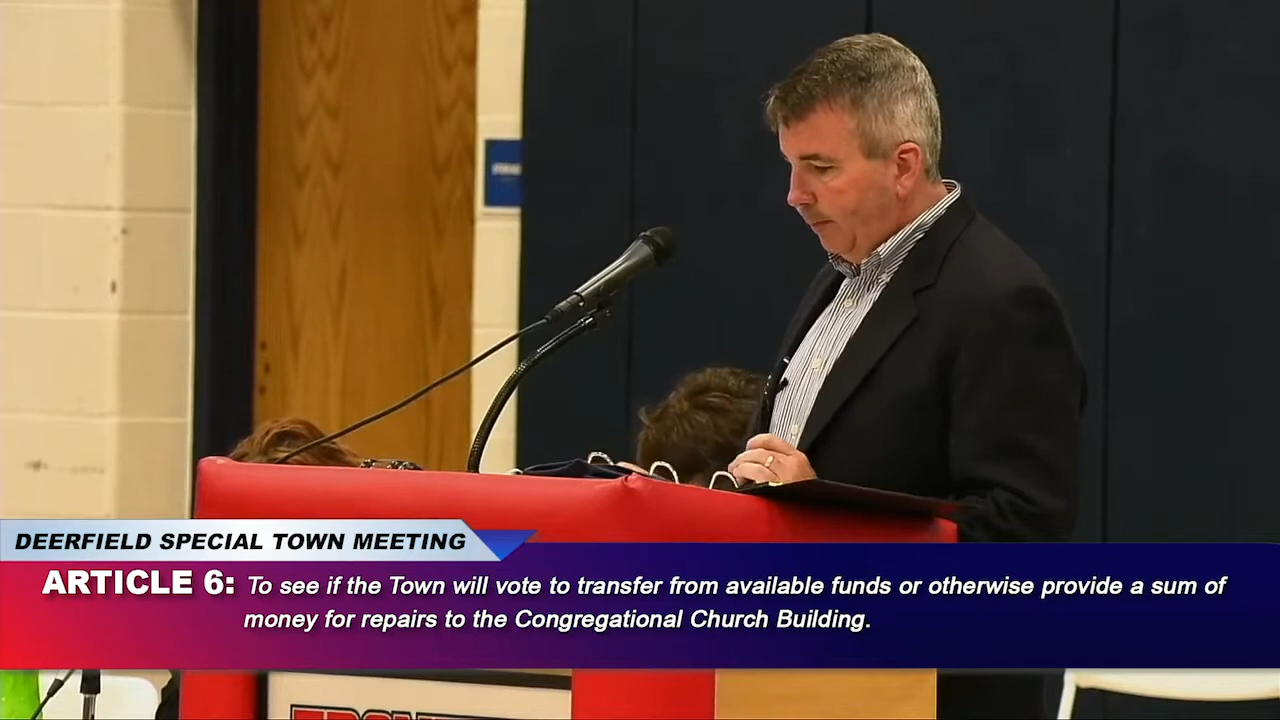 DEERFIELD SPECIAL TOWN MEETING
ARTICLE 6: To see if the Town will vote to transfer from available funds or otherwise provide a sum of
money for repairs to the Congregational Church Building.